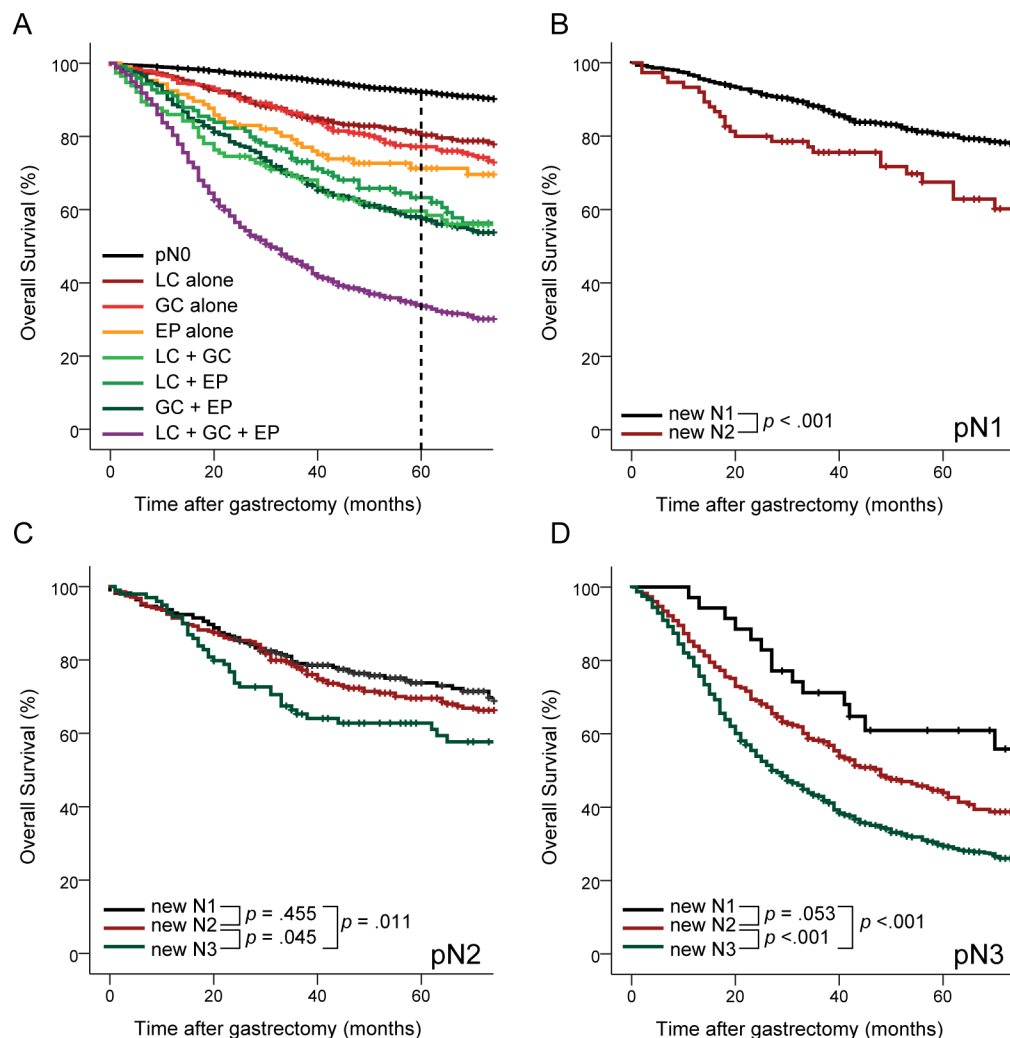 A
Overall Survival (%)
100
80
60
40
20
0
pN0
LC alone
GC alone
EP alone
LC + GC
LC + EP
GC + EP
LC + GC + EP
0 20 40 60
Time after gastrectomy (months)
B
Overall Survival (%)
100
80
60
40
20
0
new N1
new N2
p < .001
pN1
0 20 40 60
Time after gastrectomy (months)
C
Overall Survival (%)
100
80
60
40
20
0
new N1
new N2
new N3
p = .455
p = .045
p = .011
pN2
0 20 40 60
Time after gastrectomy (months)
D
Overall Survival (%)
100
80
60
40
20
0
new N1
new N2
new N3
p = .053
p <.001
p <.001
pN3
0 20 40 60
Time after gastrectomy (months)